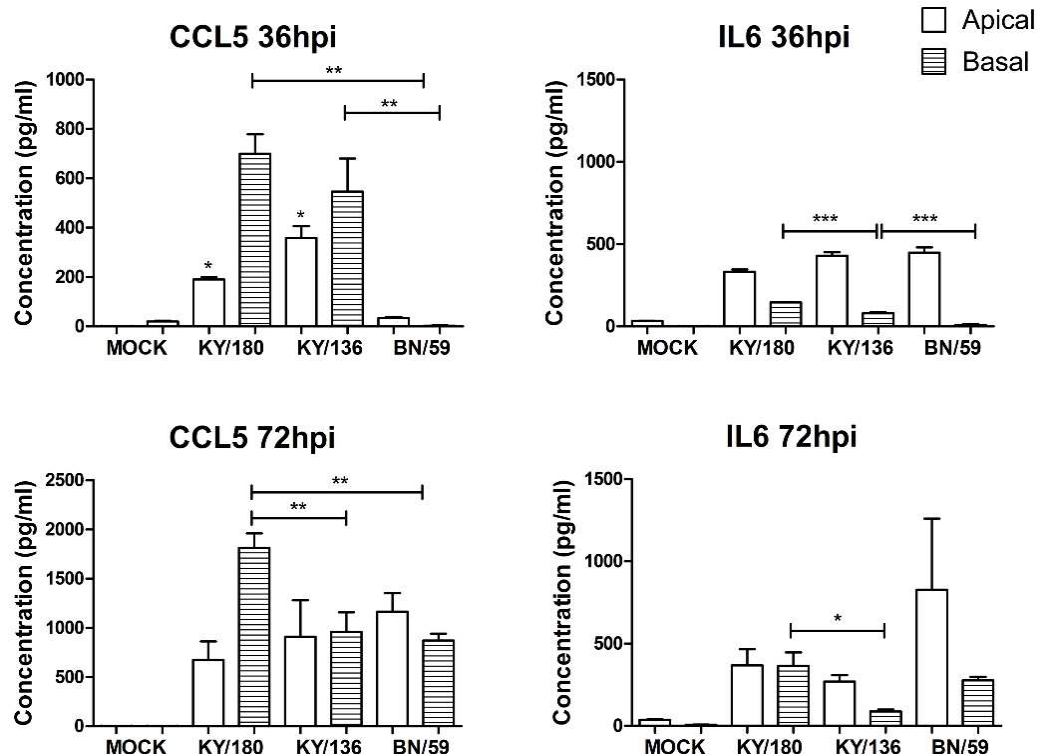 CCL5 36hpi
Concentration (pg/ml)
1000
800
600
400
200
0
**
**
*
*
MOCK KY/180 KY/136 BN/59
IL6 36hpi
Apical
Basal
Concentration (pg/ml)
1500
1000
500
0
***
***
MOCK KY/180 KY/136 BN/59
CCL5 72hpi
Concentration (pg/ml)
2500
2000
1500
1000
500
0
**
**
MOCK KY/180 KY/136 BN/59
IL6 72hpi
Concentration (pg/ml)
1500
1000
500
0
*
MOCK KY/180 KY/136 BN/59